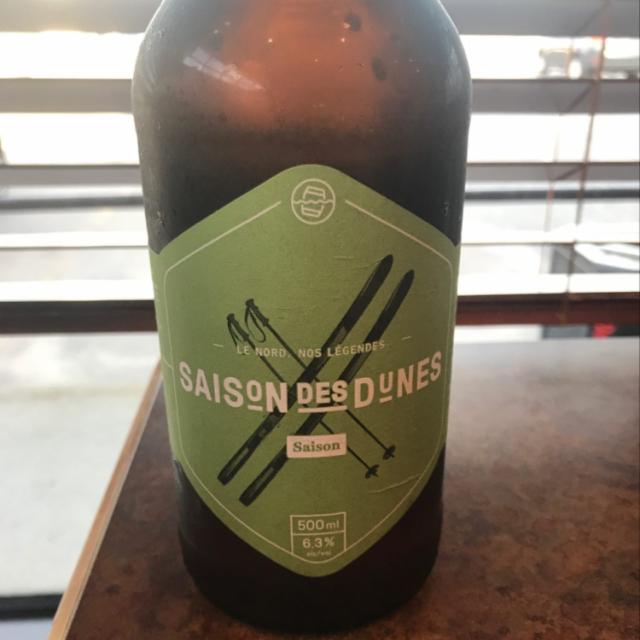 LE NORD, NOS LÉGENDES
SAISON DES DUNES
Saison
500ml
6,3%
alc/vol